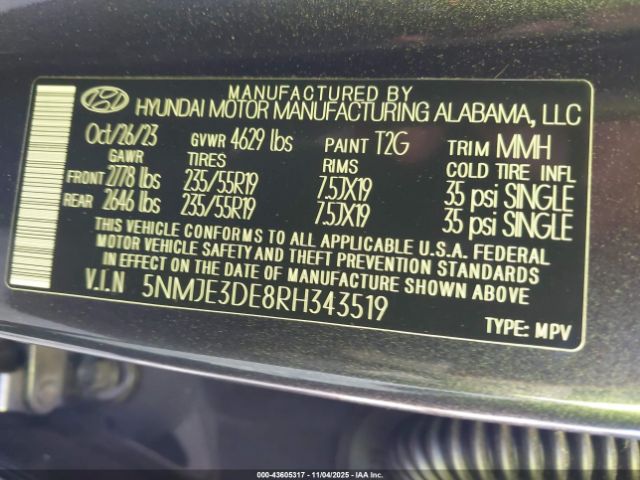 MANUFACTURED BY
HYUNDAI MOTOR MANUFACTURING ALABAMA, LLC
Oct/26/23 GVWR 4629 lbs PAINT T2G TRIM MMH
GAWR TIRES RIMS COLD TIRE INFL
FRONT 2778 lbs 235/55R19 7.5JX19 35 psi SINGLE
REAR 2646 lbs 235/55R19 7.5JX19 35 psi SINGLE
THIS VEHICLE CONFORMS TO ALL APPLICABLE U.S.A. FEDERAL
MOTOR VEHICLE SAFETY AND THEFT PREVENTION STANDARDS
IN EFFECT ON THE DATE OF MANUFACTURE SHOWN ABOVE
V.I.N 5NMJE3DE8RH343519
TYPE: MPV
000-43605317 - 11/04/2025 - IAAI, Inc.